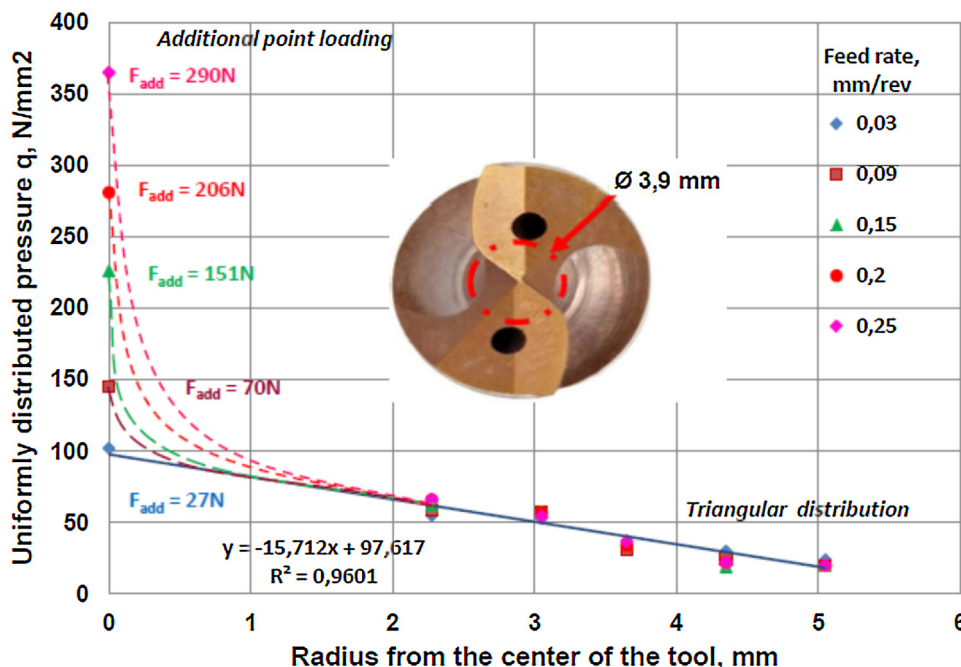 Uniformly distributed pressure q, N/mm2
400
350
300
250
200
150
100
50
0
Additional point loading
F_add = 290N
F_add = 206N
F_add = 151N
F_add = 70N
F_add = 27N
y = -15,712x + 97,617
R² = 0,9601
Ø 3,9 mm
Triangular distribution
Feed rate,
mm/rev
0,03
0,09
0,15
0,2
0,25
0 1 2 3 4 5 6
Radius from the center of the tool, mm